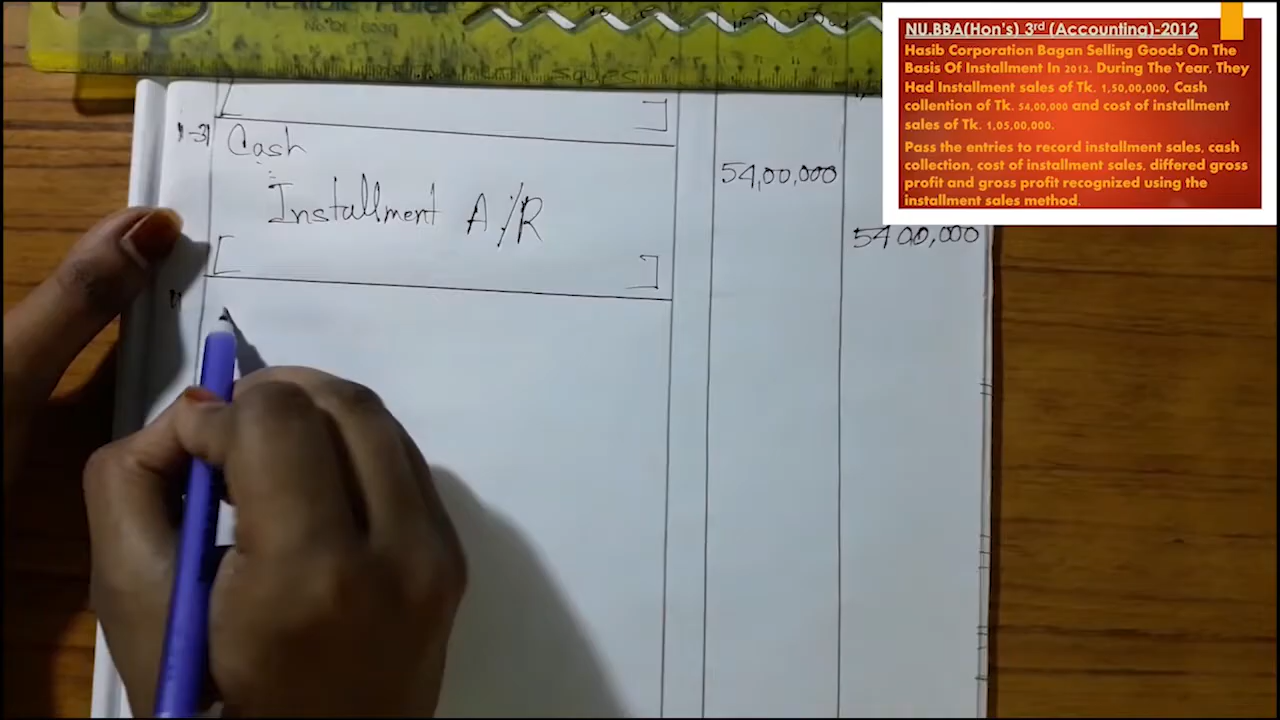 NU.BBA(Hon's) 3rd (Accounting)-2012
Hasib Corporation Bagan Selling Goods On The
Basis Of Installment In 2012. During The Year, They
Had Installment sales of Tk. 1,50,00,000, Cash
collention of Tk. 54,00,000 and cost of installment
sales of Tk. 1,05,00,000.
Pass the entries to record installment sales, cash
collection, cost of installment sales, differed gross
profit and gross profit recognized using the
installment sales method.
[ ]
Cash
54,00,000
Installment A/R
5400,000
[ ]